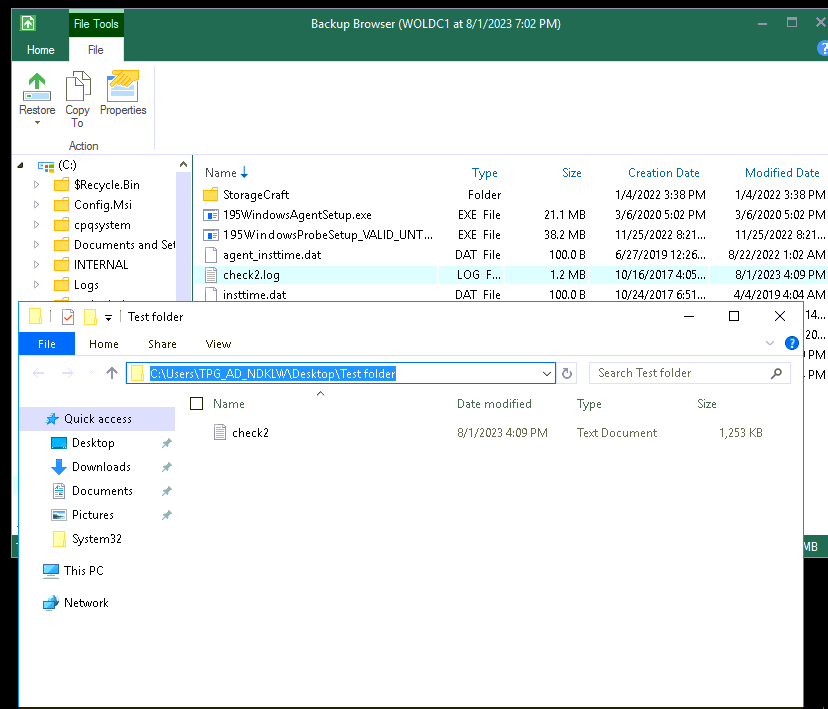 File Tools
Backup Browser (WOLDC1 at 8/1/2023 7:02 PM)
Home File
?
Restore Copy To Properties
Action
(C:)
$Recycle.Bin
Config.Msi
cpqsystem
Documents and Set
INTERNAL
Logs
Name Type Size Creation Date Modified Date
StorageCraft Folder 1/4/2022 3:38 PM 1/4/2022 3:38 PM
195WindowsAgentSetup.exe EXE File 21.1 MB 3/6/2020 5:02 PM 3/6/2020 5:02 PM
195WindowsProbeSetup_VALID_UNT... EXE File 38.2 MB 11/25/2022 8:21... 11/25/2022 8:21...
agent_insttime.dat DAT File 100.0 B 6/27/2019 12:26... 8/22/2022 1:02 AM
check2.log LOG F... 1.2 MB 10/16/2017 4:05... 8/1/2023 4:09 PM
insttime.dat DAT File 100.0 B 10/24/2017 6:51... 4/4/2019 4:04 AM
14...
20...
PM
PM
MB
Test folder
File Home Share View
?
C:\Users\TPG_AD_NDKLW\Desktop\Test folder
Search Test folder
Quick access
Desktop
Downloads
Documents
Pictures
System32
This PC
Network
Name Date modified Type Size
check2 8/1/2023 4:09 PM Text Document 1,253 KB